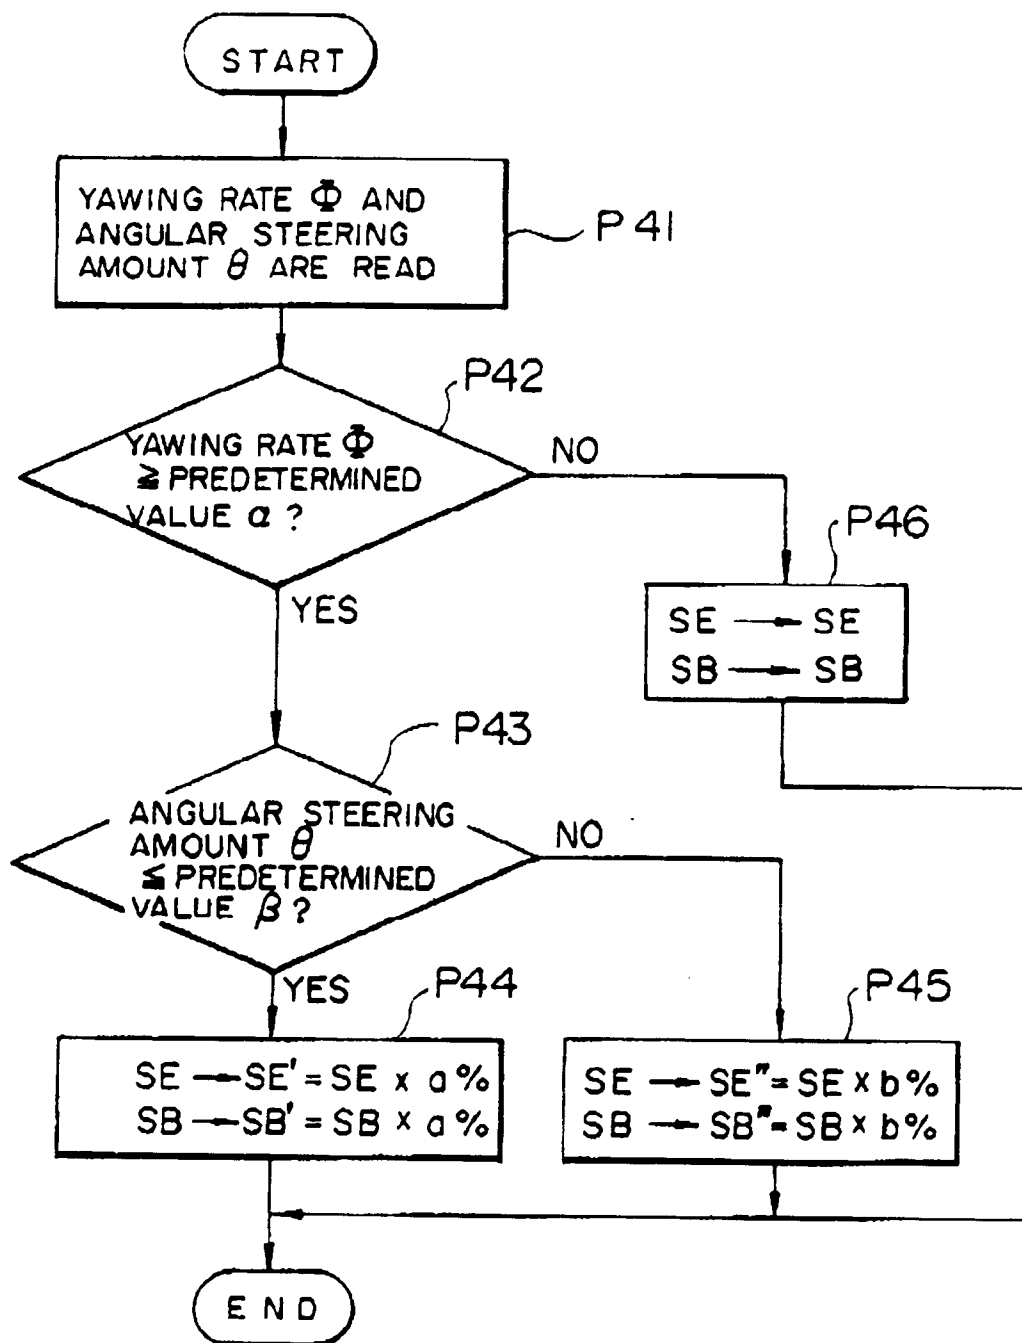 START
YAWING RATE Φ AND
ANGULAR STEERING
AMOUNT θ ARE READ
P41
P42
YAWING RATE Φ
≧ PREDETERMINED
VALUE α ?
NO
YES
P46
SE → SE
SB → SB
P43
ANGULAR STEERING
AMOUNT θ
≦ PREDETERMINED
VALUE β ?
NO
YES
P44
SE → SE' = SE × a%
SB → SB' = SB × a%
P45
SE → SE" = SE × b%
SB → SB" = SB × b%
END